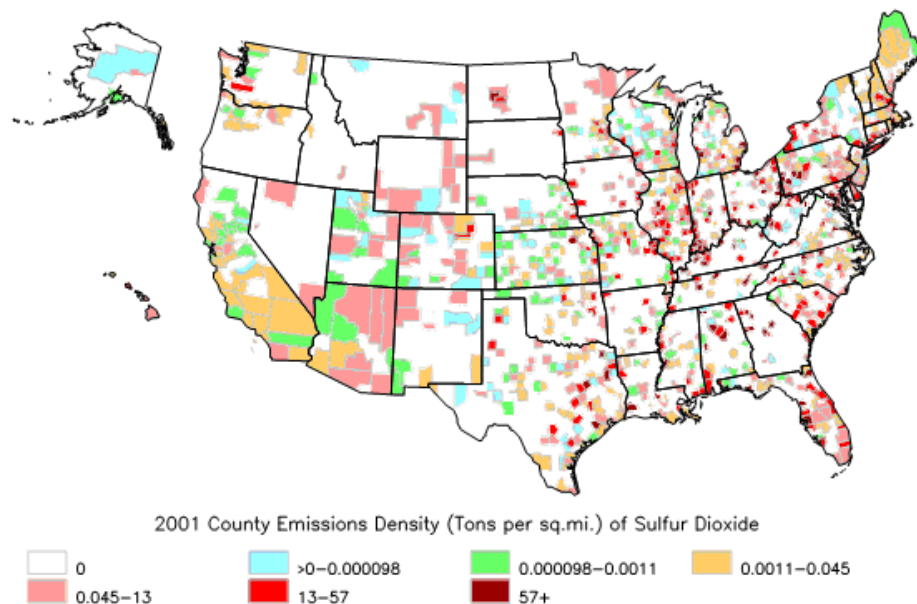 2001 County Emissions Density (Tons per sq.mi.) of Sulfur Dioxide
0 >0-0.000098 0.000098-0.0011 0.0011-0.045
0.045-13 13-57 57+